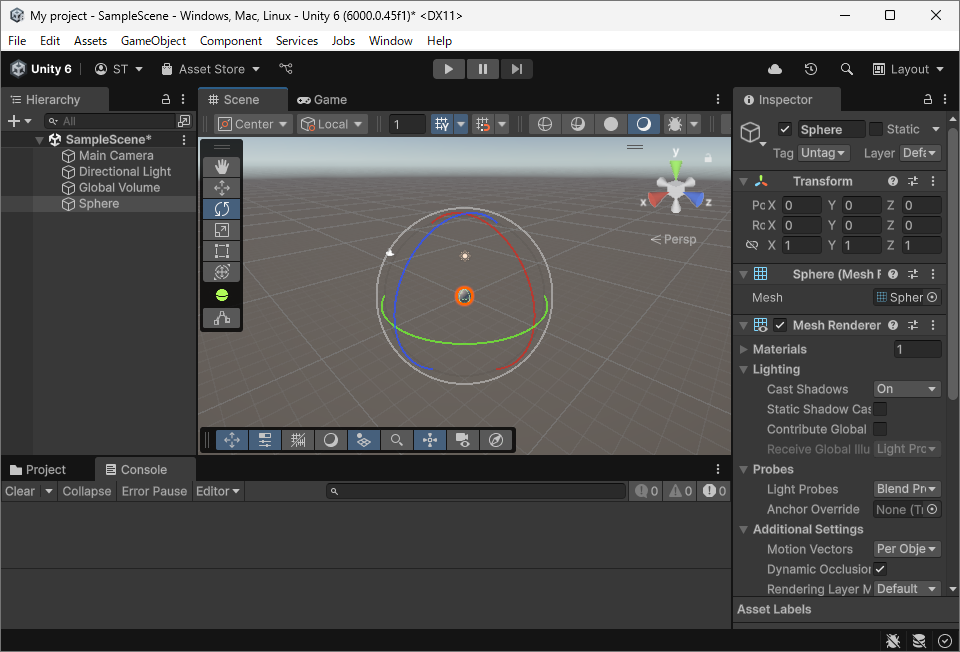 My project - SampleScene - Windows, Mac, Linux - Unity 6 (6000.0.45f1)* <DX11>
File Edit Assets GameObject Component Services Jobs Window Help
Unity 6 ST Asset Store Layout
Hierarchy
All
SampleScene*
Main Camera
Directional Light
Global Volume
Sphere
Scene Game
Center Local 1
y
x
z
Persp
Project Console
Clear Collapse Error Pause Editor 0 0 0
Inspector
Sphere Static
Tag Untag Layer Defa
Transform
Pc X 0 Y 0 Z 0
Rc X 0 Y 0 Z 0
X 1 Y 1 Z 1
Sphere (Mesh F
Mesh Spher
Mesh Renderer
Materials 1
Lighting
Cast Shadows On
Static Shadow Cas
Contribute Global
Receive Global Illu Light Pro
Probes
Light Probes Blend Pr
Anchor Override None (Tr
Additional Settings
Motion Vectors Per Obje
Dynamic Occlusion
Rendering Layer M Default
Asset Labels